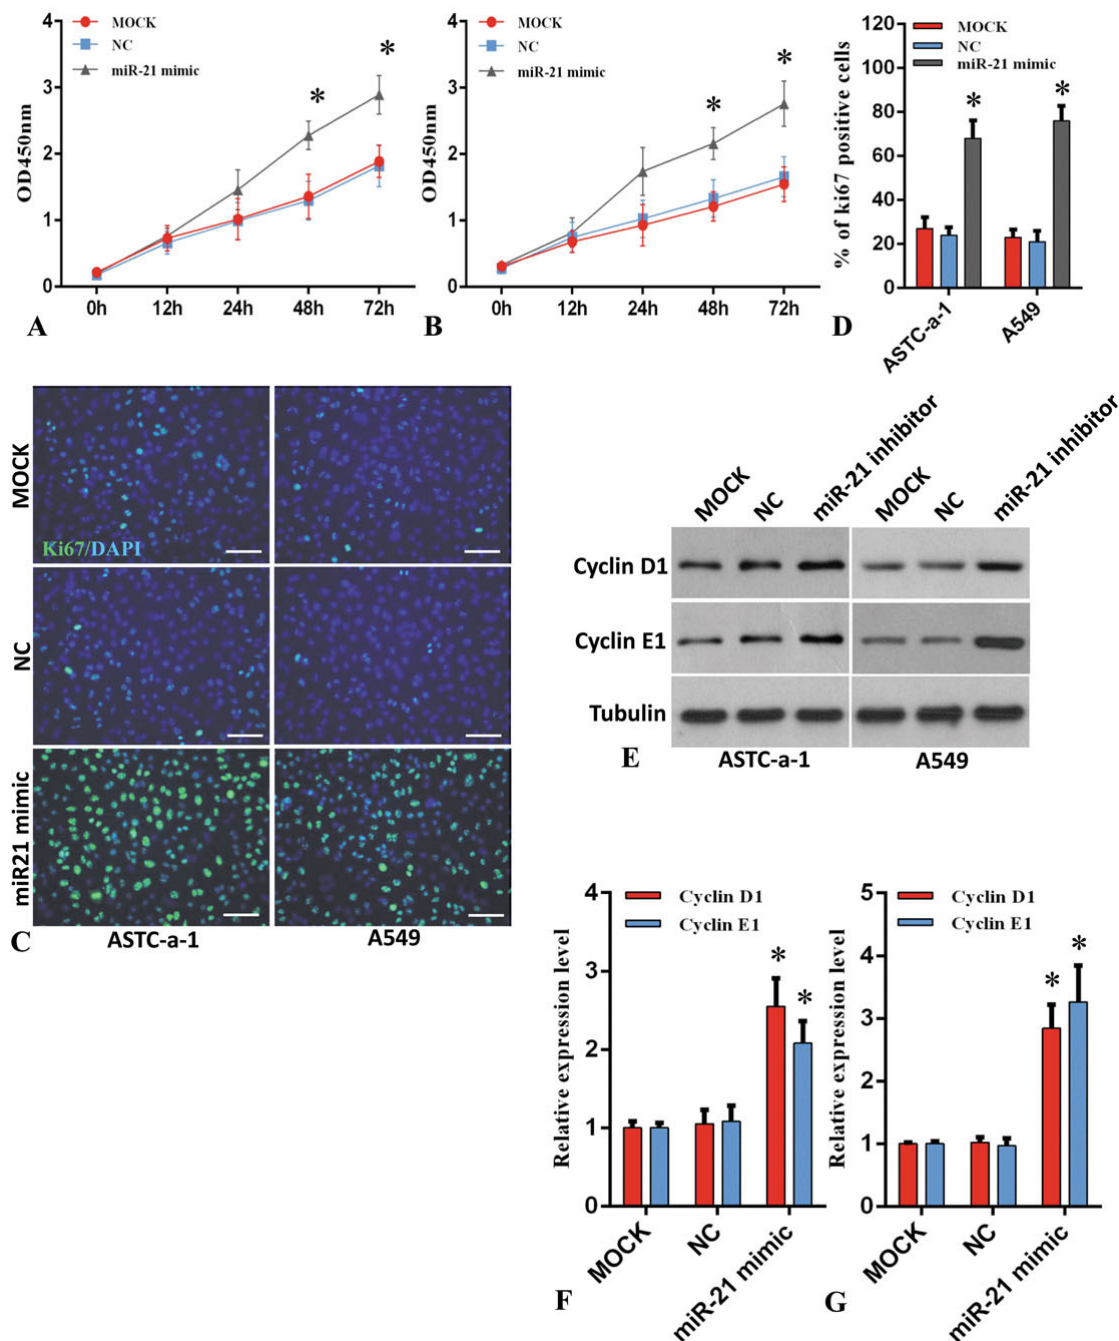 4
3
2
1
0
OD450nm
MOCK
NC
miR-21 mimic
*
*
0h 12h 24h 48h 72h
A
4
3
2
1
0
OD450nm
MOCK
NC
miR-21 mimic
*
*
0h 12h 24h 48h 72h
B
120
100
80
60
40
20
0
% of ki67 positive cells
MOCK
NC
miR-21 mimic
*
*
ASTC-a-1 A549
D
MOCK
Ki67/DAPI
NC
miR21 mimic
ASTC-a-1 A549
C
MOCK NC miR-21 inhibitor MOCK NC miR-21 inhibitor
Cyclin D1
Cyclin E1
Tubulin
ASTC-a-1 A549
E
4
3
2
1
0
Relative expression level
Cyclin D1
Cyclin E1
*
*
MOCK NC miR-21 mimic
F
5
4
3
2
1
0
Relative expression level
Cyclin D1
Cyclin E1
*
*
MOCK NC miR-21 mimic
G